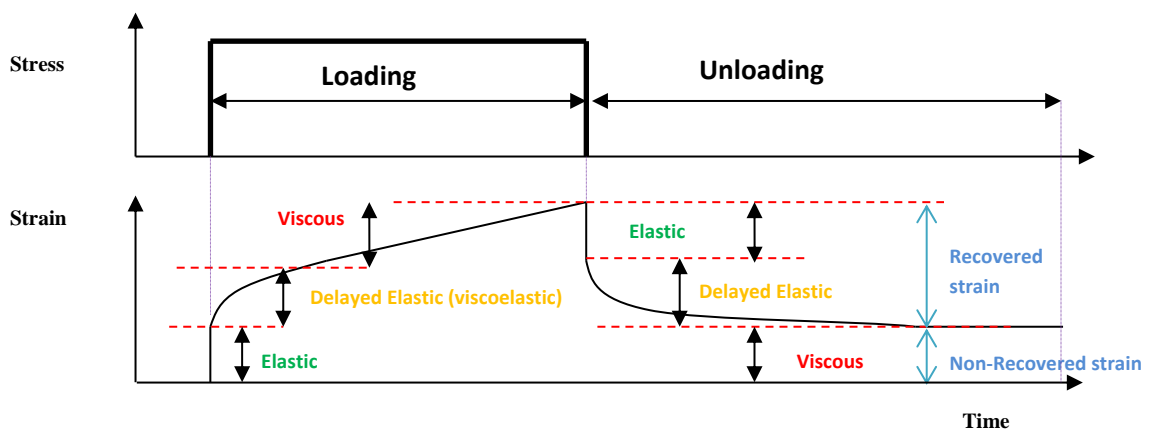 Stress
Loading
Unloading
Strain
Viscous
Elastic
Delayed Elastic (viscoelastic)
Delayed Elastic
Recovered
strain
Elastic
Viscous
Non-Recovered strain
Time